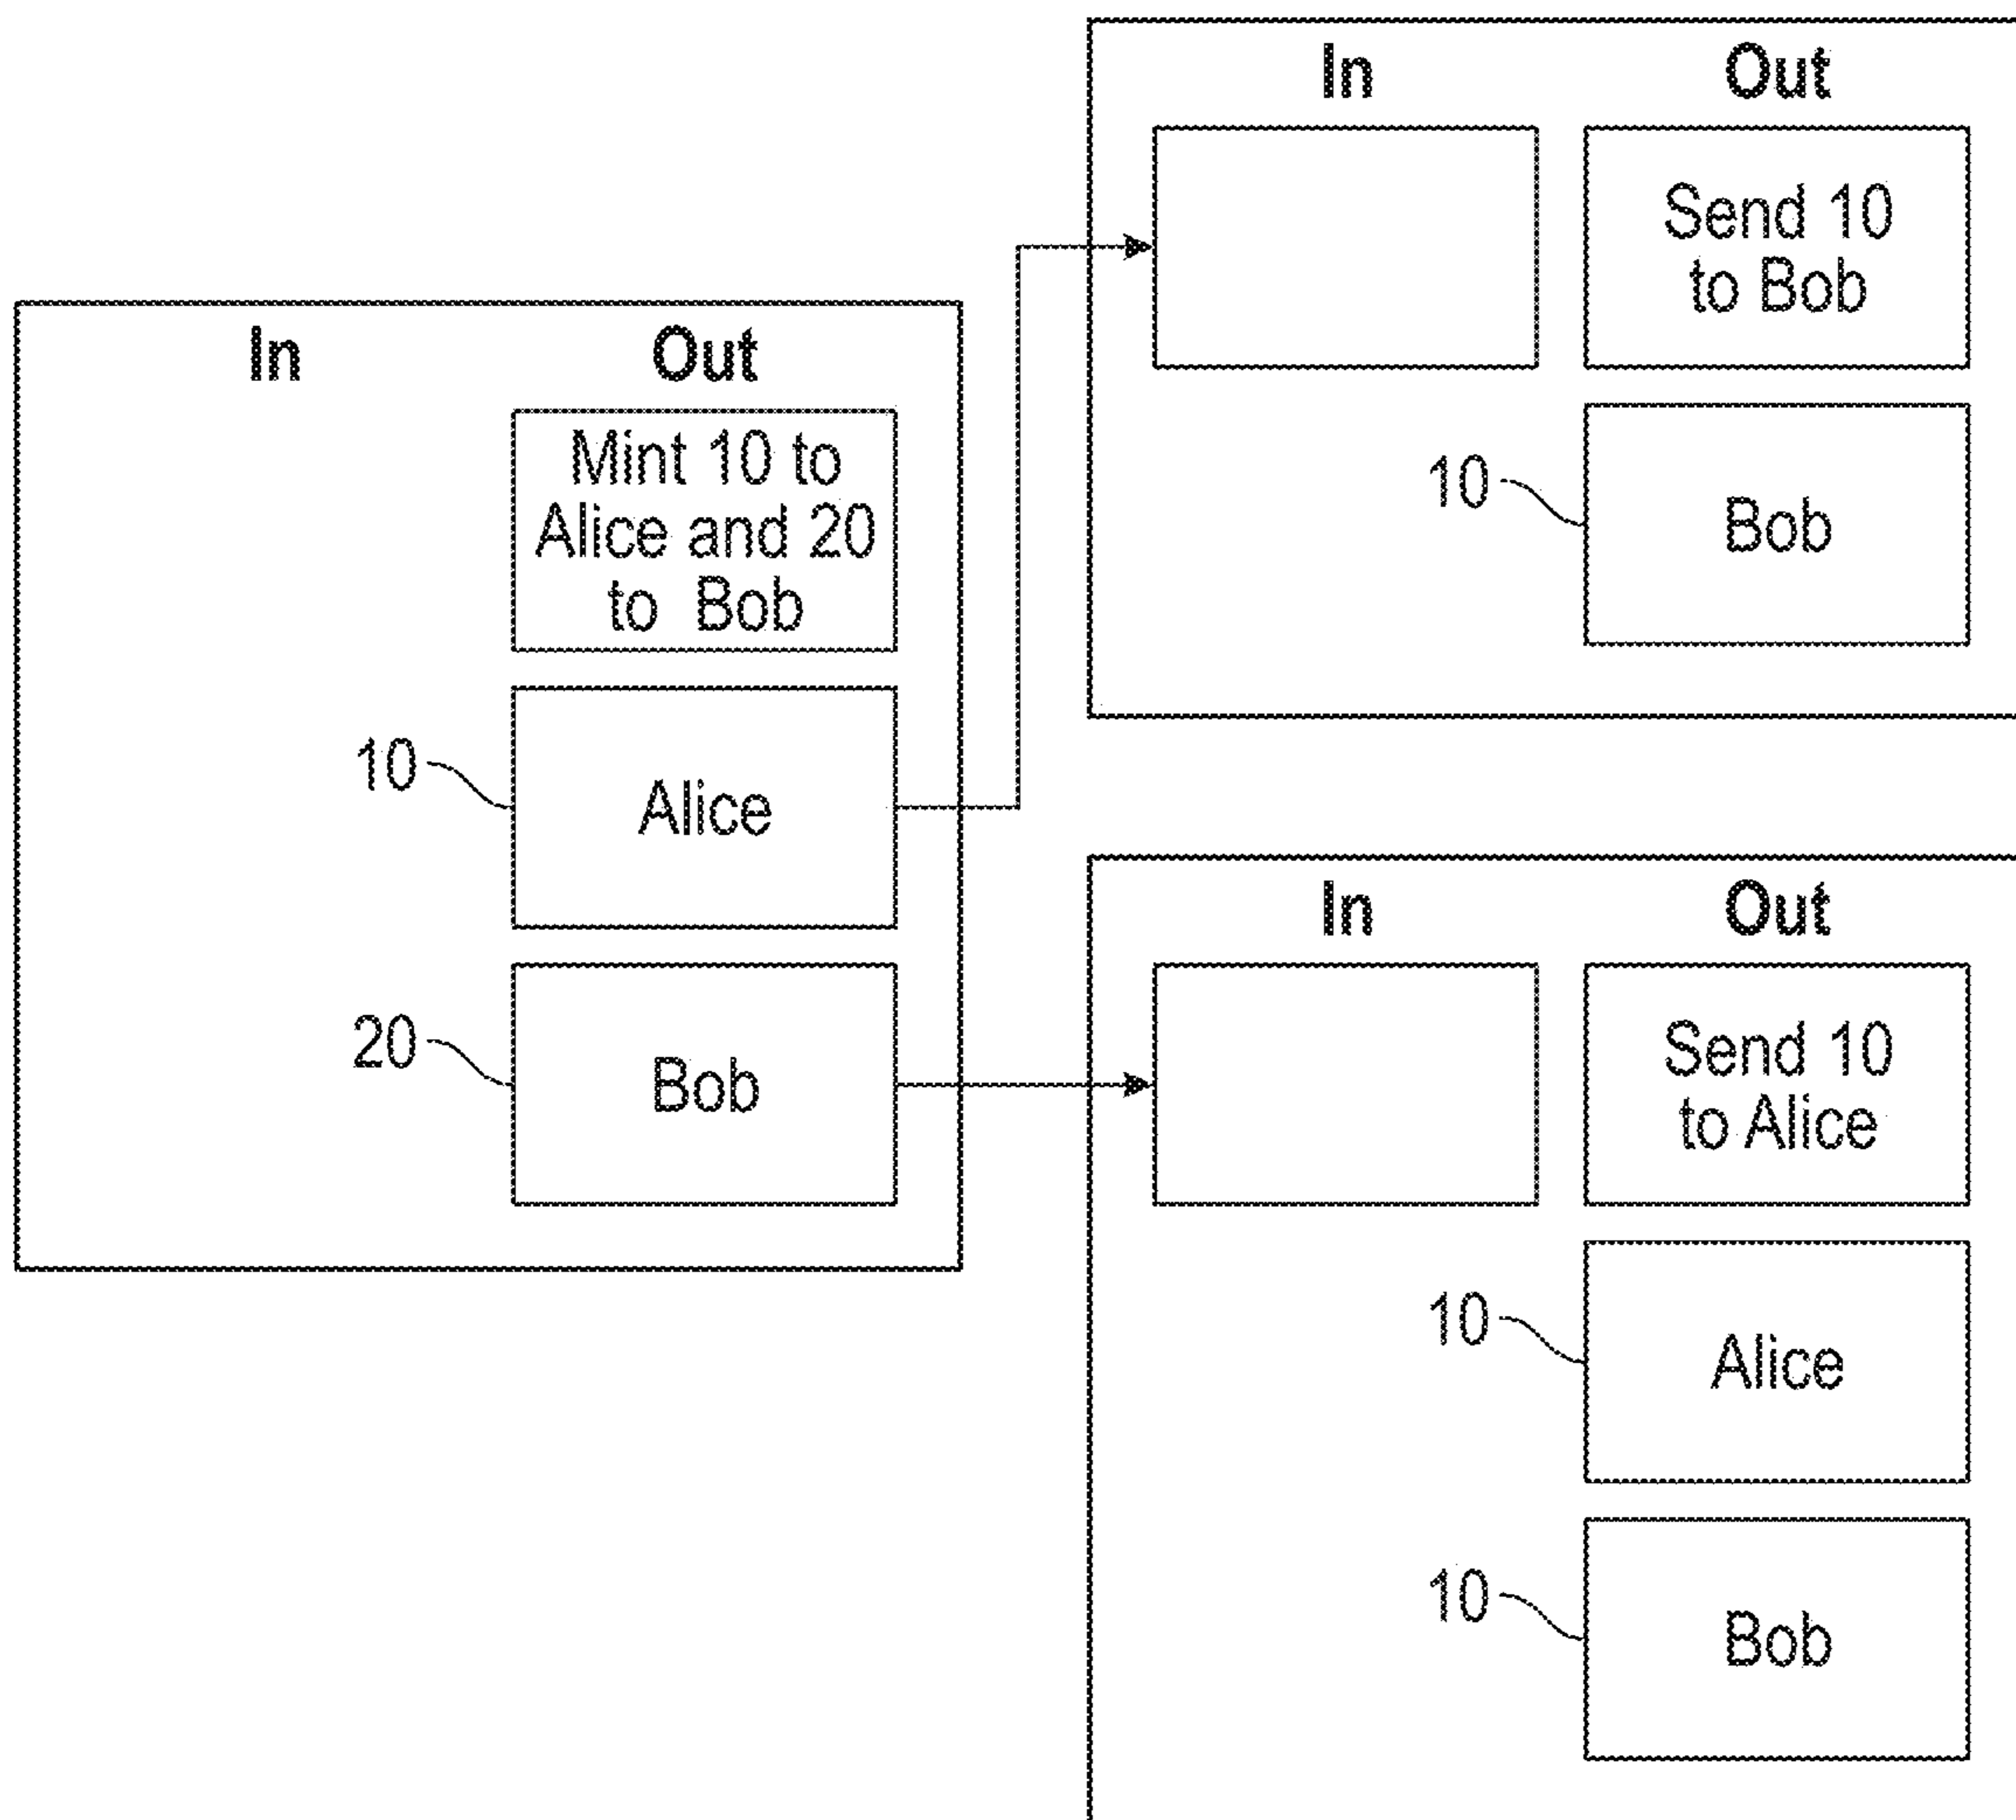 In Out
Mint 10 to
Alice and 20
to Bob
10
Alice
20
Bob
In Out
Send 10
to Bob
10
Bob
In Out
Send 10
to Alice
10
Alice
10
Bob